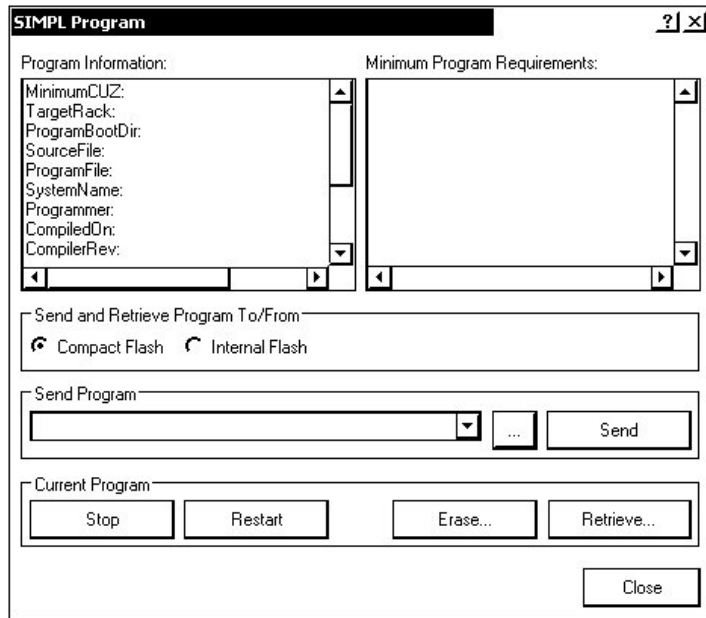 SIMPL Program
Program Information: Minimum Program Requirements:
MinimumCUZ:
TargetRack:
ProgramBootDir:
SourceFile:
ProgramFile:
SystemName:
Programmer:
CompiledOn:
CompilerRev:
Send and Retrieve Program To/From
Compact Flash Internal Flash
Send Program
... Send
Current Program
Stop Restart Erase... Retrieve...
Close